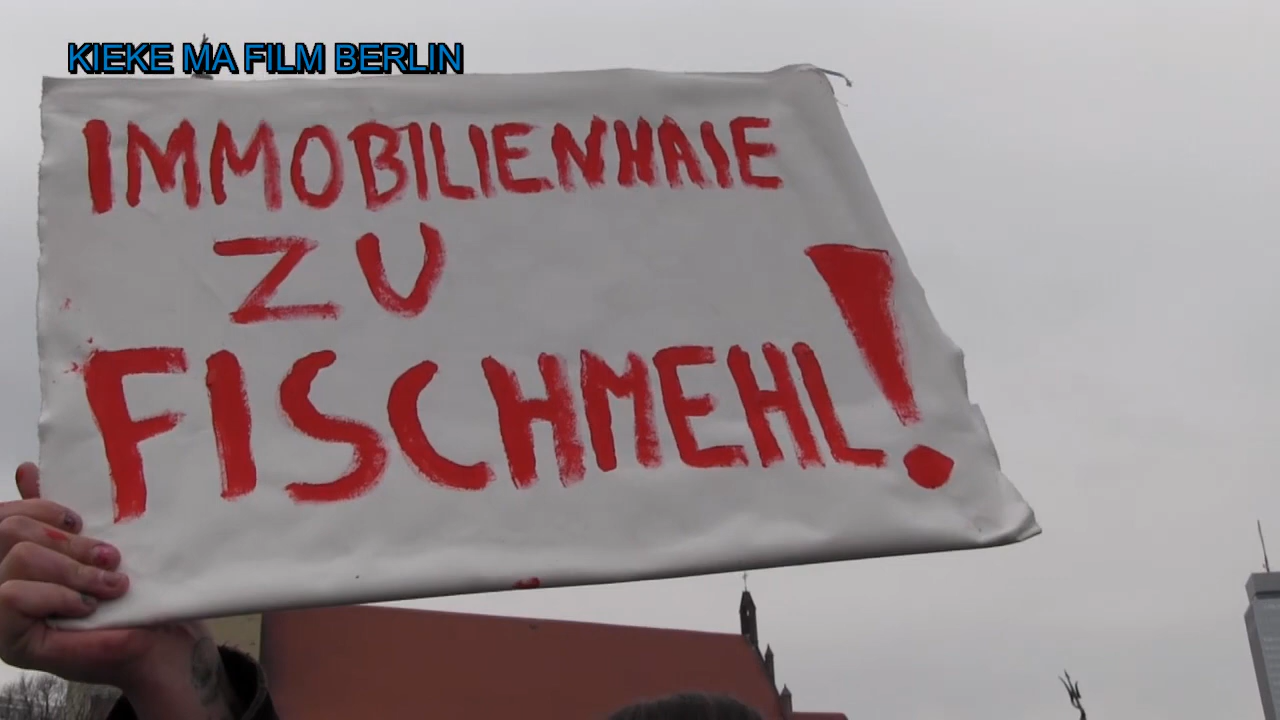 KIEKE MA FILM BERLIN
IMMOBILIENHAIE
ZU
FISCHMEHL!